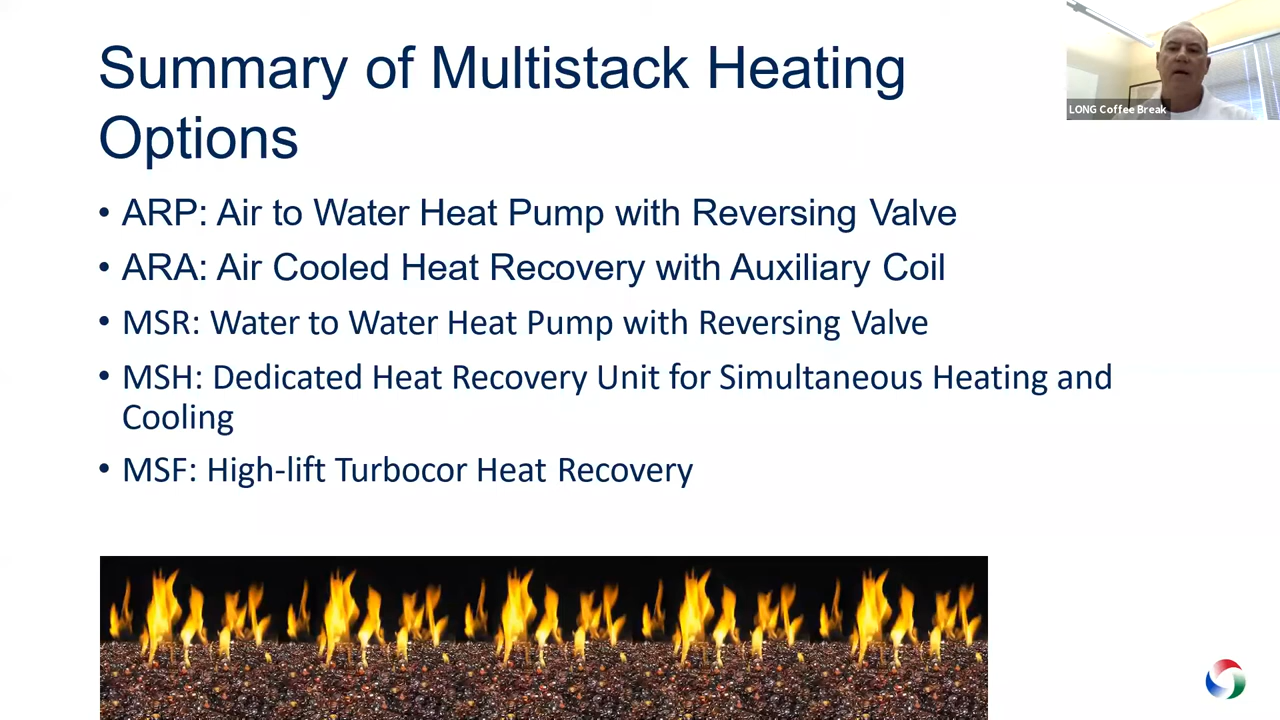 Summary of Multistack Heating
Options
LONG Coffee Break
• ARP: Air to Water Heat Pump with Reversing Valve
• ARA: Air Cooled Heat Recovery with Auxiliary Coil
• MSR: Water to Water Heat Pump with Reversing Valve
• MSH: Dedicated Heat Recovery Unit for Simultaneous Heating and
Cooling
• MSF: High-lift Turbocor Heat Recovery